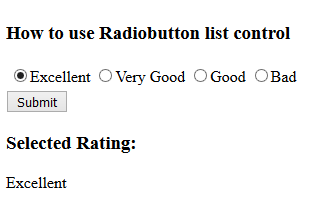 How to use Radiobutton list control
Excellent Very Good Good Bad
Submit
Selected Rating:
Excellent